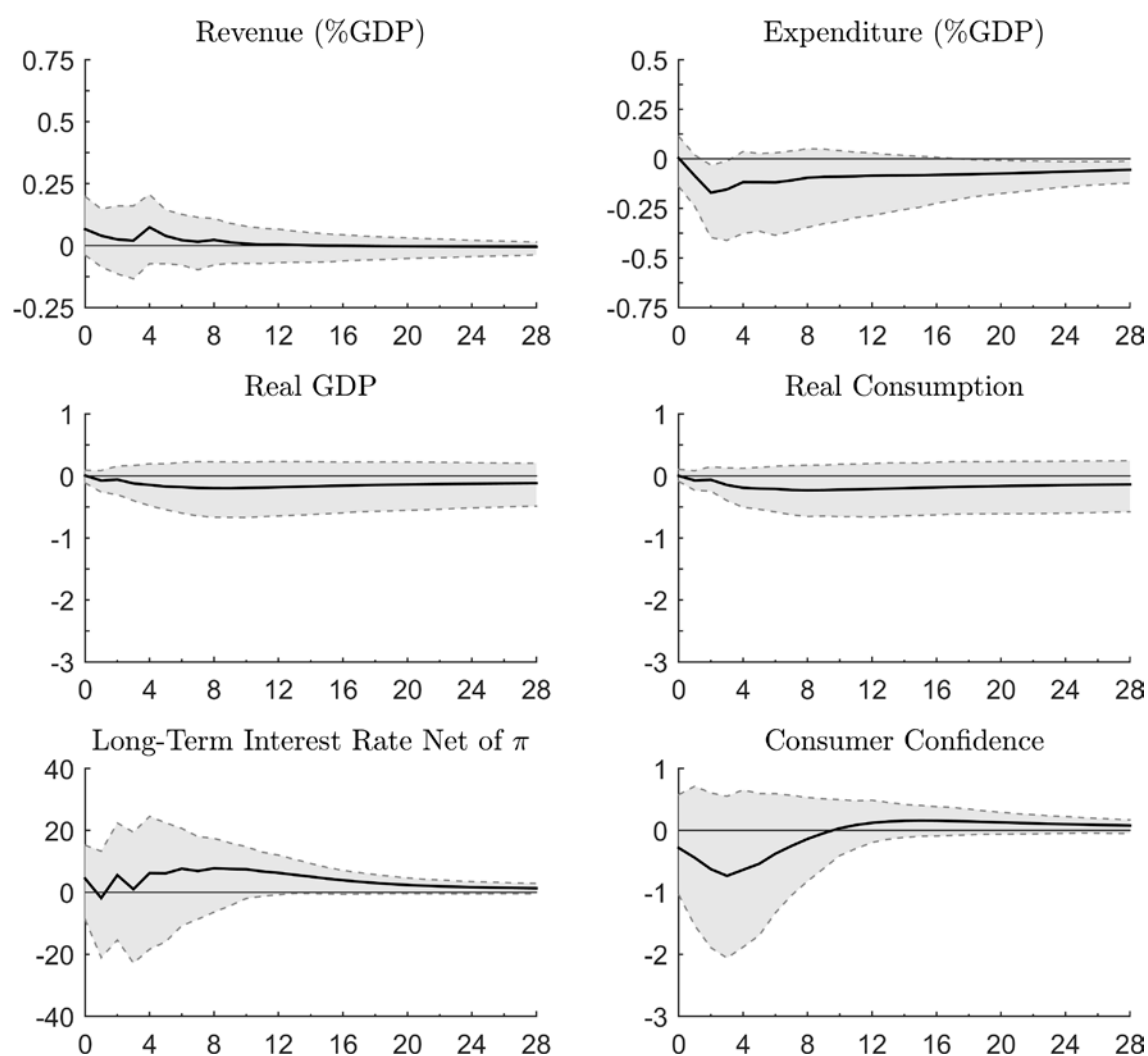 Revenue (%GDP)
0.75
0.5
0.25
0
-0.25
0 4 8 12 16 20 24 28
Expenditure (%GDP)
0.5
0.25
0
-0.25
-0.5
-0.75
0 4 8 12 16 20 24 28
Real GDP
1
0
-1
-2
-3
0 4 8 12 16 20 24 28
Real Consumption
1
0
-1
-2
-3
0 4 8 12 16 20 24 28
Long-Term Interest Rate Net of π
40
20
0
-20
-40
0 4 8 12 16 20 24 28
Consumer Confidence
1
0
-1
-2
-3
0 4 8 12 16 20 24 28